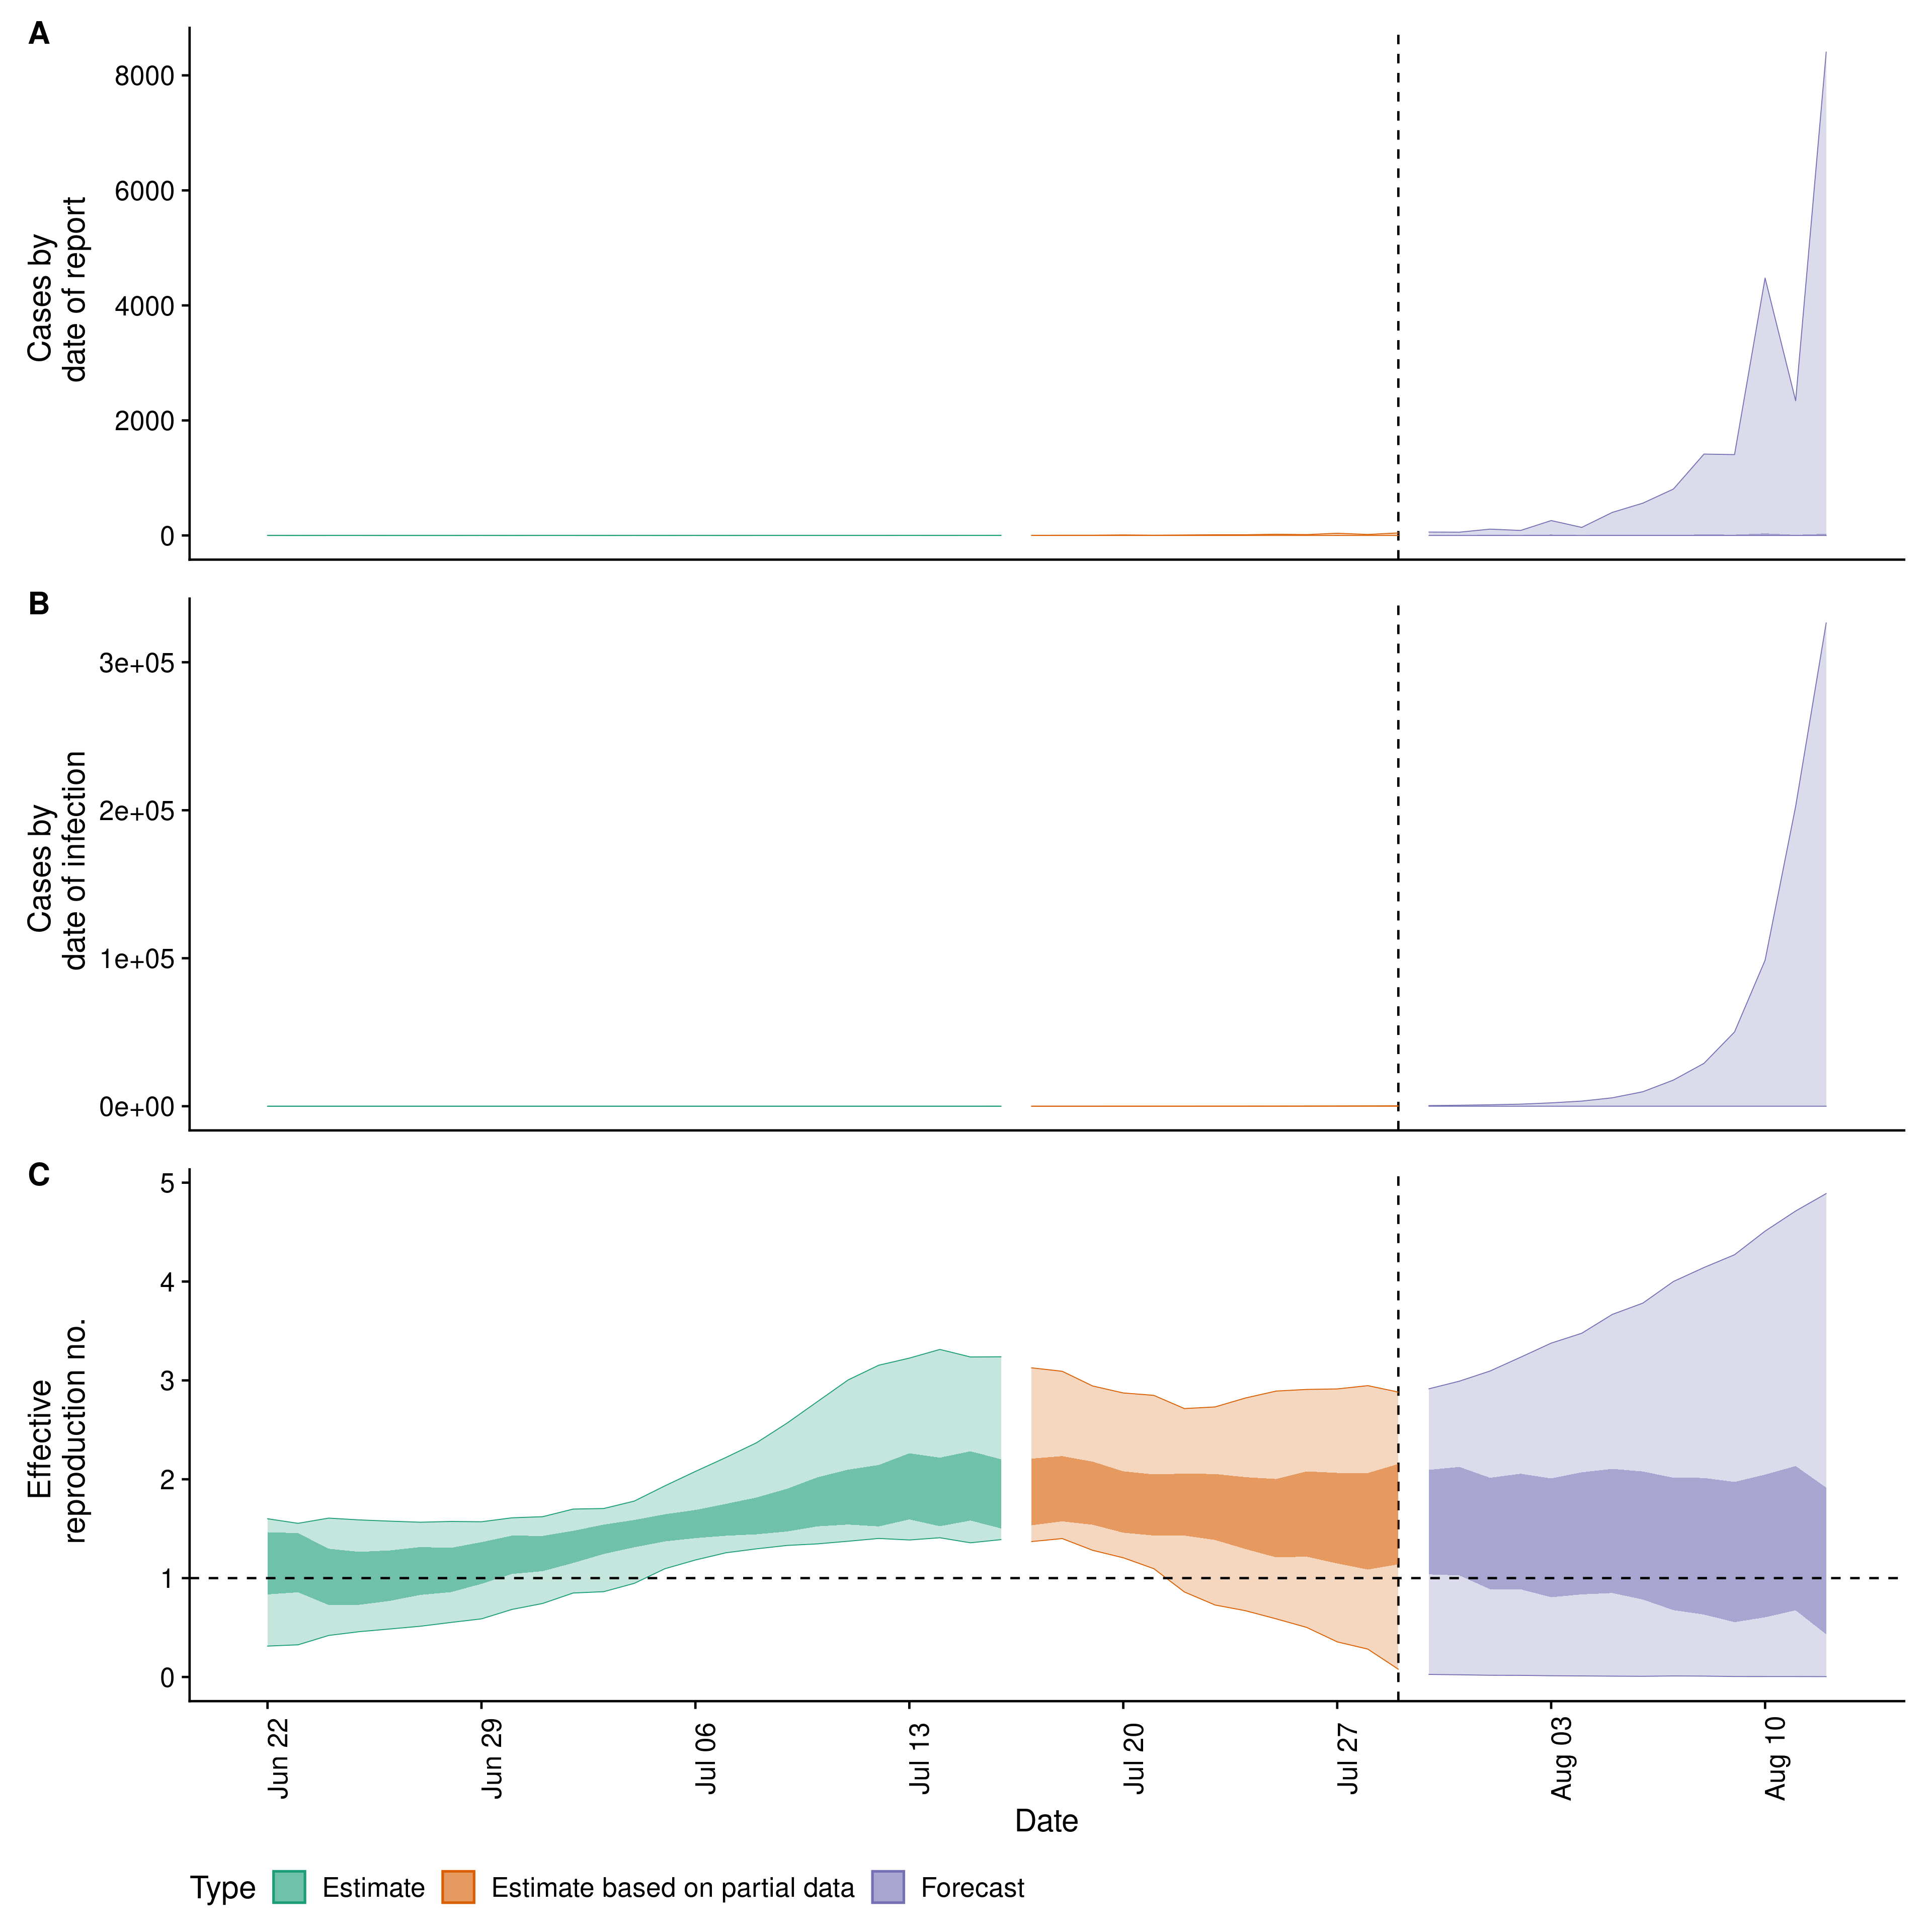 A
8000
6000
4000
2000
0
Cases by
date of report
B
3e+05
2e+05
1e+05
0e+00
Cases by
date of infection
C
5
4
3
2
1
0
Effective
reproduction no.
Jun 22
Jun 29
Jul 06
Jul 13
Jul 20
Jul 27
Aug 03
Aug 10
Date
Type Estimate Estimate based on partial data Forecast